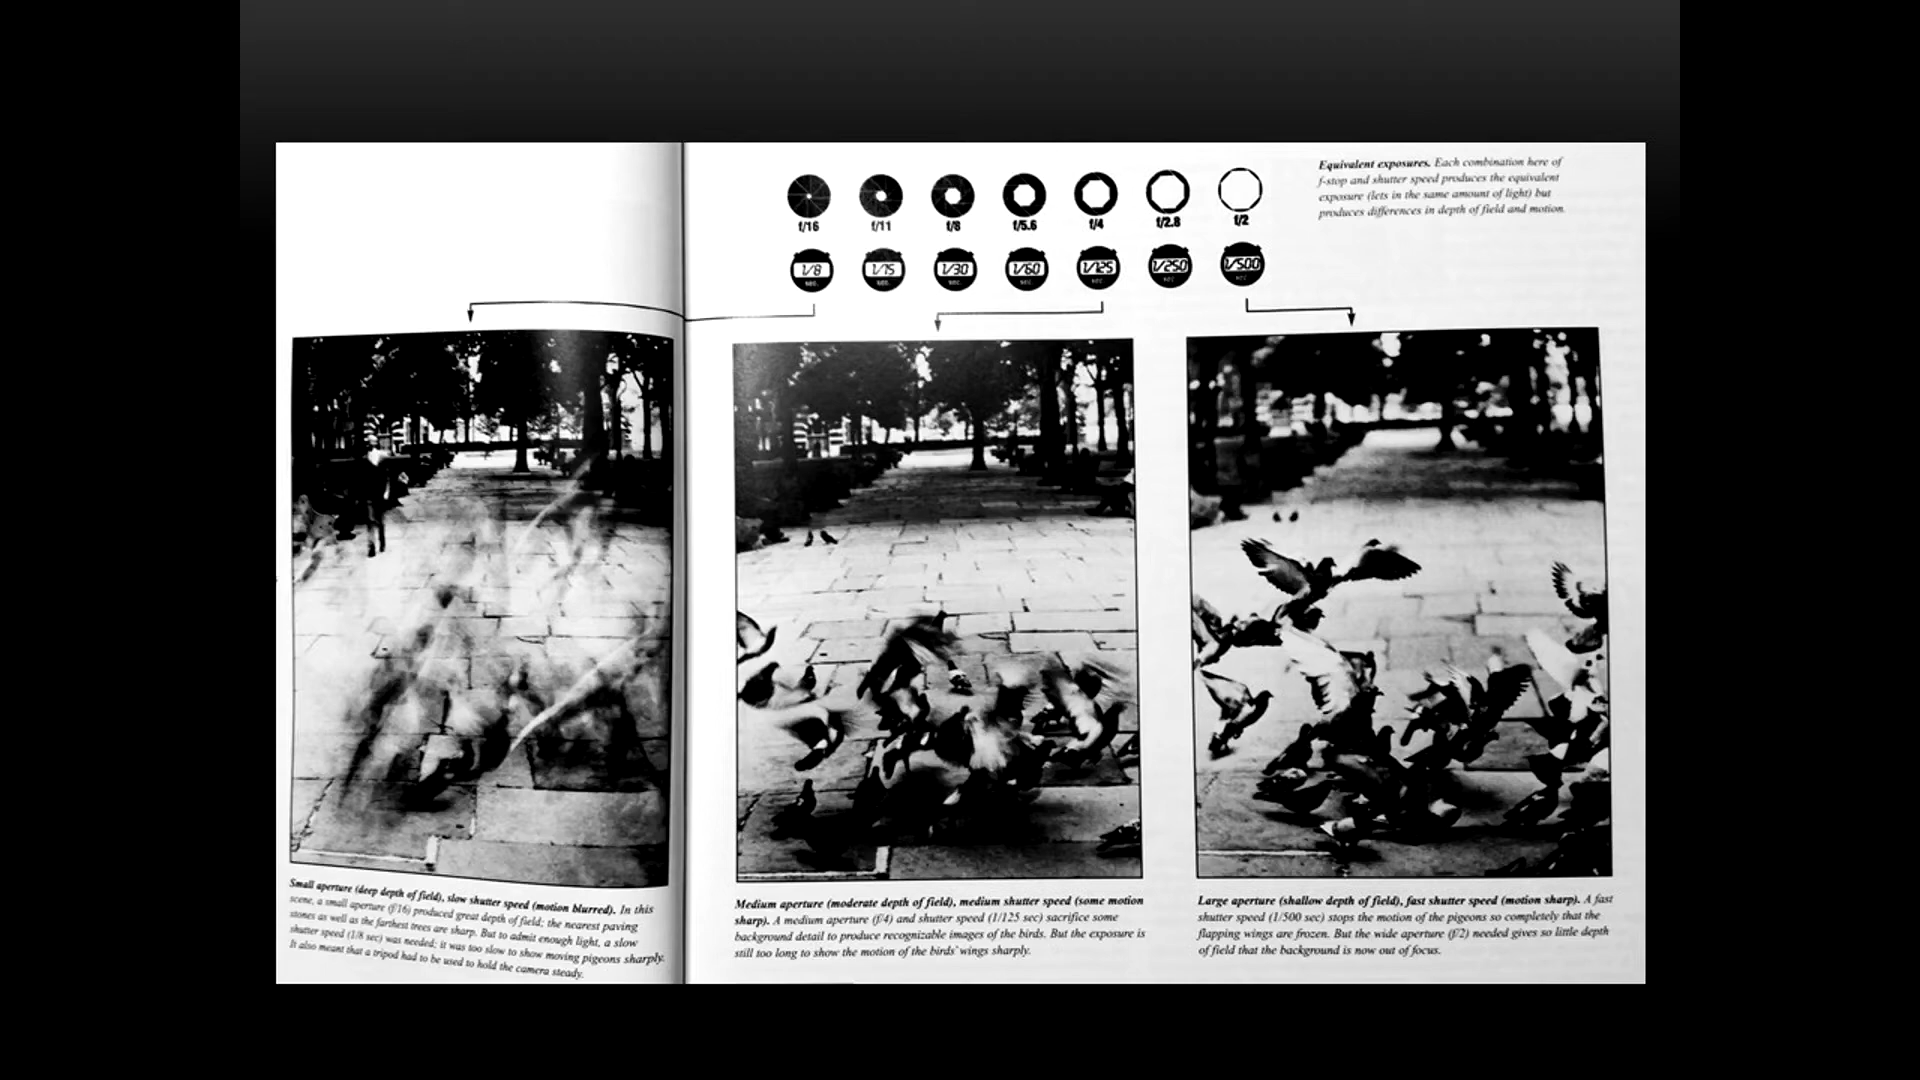 Equivalent exposures. Each combination here of
f-stop and shutter speed produces the equivalent
exposure (lets in the same amount of light) but
produces differences in depth of field and motion.
f/16 f/11 f/8 f/5.6 f/4 f/2.8 f/2
1/8 1/15 1/30 1/60 1/125 1/250 1/500
SEC. SEC. SEC. SEC. SEC. SEC. SEC.
Small aperture (deep depth of field), slow shutter speed (motion blurred). In this
scene, a small aperture (f/16) produced great depth of field; the nearest paving
stones as well as the farthest trees are sharp. But to admit enough light, a slow
shutter speed (1/8 sec) was needed; it was too slow to show moving pigeons sharply.
It also meant that a tripod had to be used to hold the camera steady.
Medium aperture (moderate depth of field), medium shutter speed (some motion
sharp). A medium aperture (f/4) and shutter speed (1/125 sec) sacrifice some
background detail to produce recognizable images of the birds. But the exposure is
still too long to show the motion of the birds' wings sharply.
Large aperture (shallow depth of field), fast shutter speed (motion sharp). A fast
shutter speed (1/500 sec) stops the motion of the pigeons so completely that the
flapping wings are frozen. But the wide aperture (f/2) needed gives so little depth
of field that the background is now out of focus.